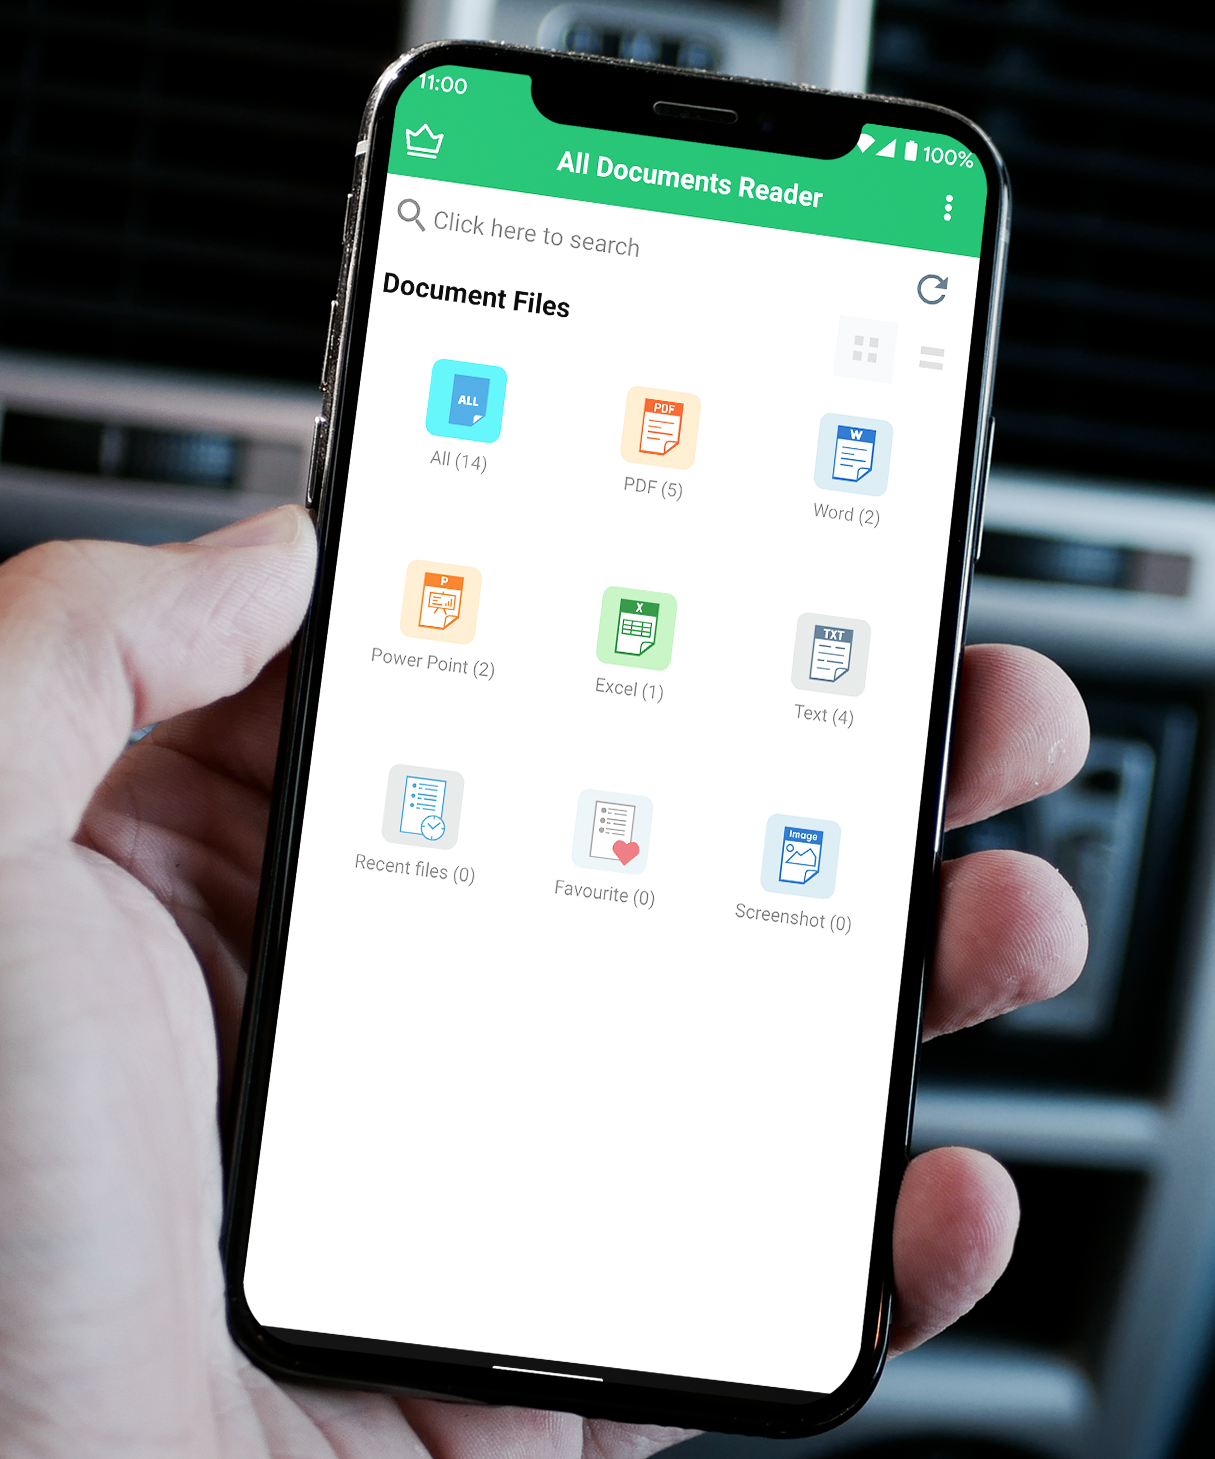 11:00
100%
All Documents Reader
Click here to search
Document Files
ALL
PDF
W
All (14)
PDF (5)
Word (2)
P
X
TXT
Power Point (2)
Excel (1)
Text (4)
Image
Recent files (0)
Favourite (0)
Screenshot (0)